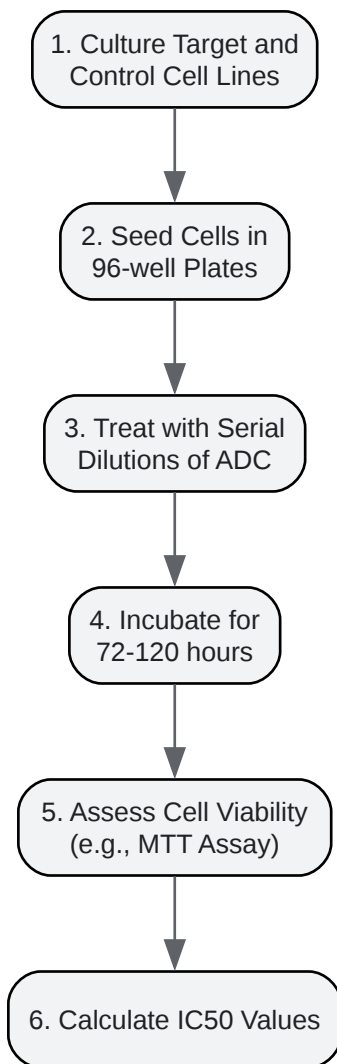 1. Culture Target and
Control Cell Lines
2. Seed Cells in
96-well Plates
3. Treat with Serial
Dilutions of ADC
4. Incubate for
72-120 hours
5. Assess Cell Viability
(e.g., MTT Assay)
6. Calculate IC50 Values